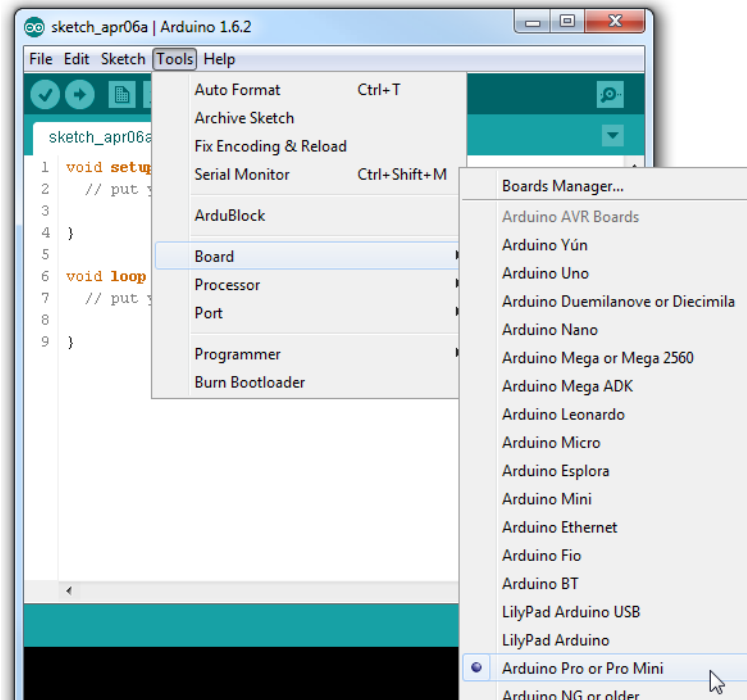 sketch_apr06a | Arduino 1.6.2
File Edit Sketch Tools Help
sketch_apr06a
1 void setup
2 // put
3
4 }
5
6 void loop
7 // put
8
9 }
Auto Format Ctrl+T
Archive Sketch
Fix Encoding & Reload
Serial Monitor Ctrl+Shift+M
ArduBlock
Board
Processor
Port
Programmer
Burn Bootloader
Boards Manager...
Arduino AVR Boards
Arduino Yún
Arduino Uno
Arduino Duemilanove or Diecimila
Arduino Nano
Arduino Mega or Mega 2560
Arduino Mega ADK
Arduino Leonardo
Arduino Micro
Arduino Esplora
Arduino Mini
Arduino Ethernet
Arduino Fio
Arduino BT
LilyPad Arduino USB
LilyPad Arduino
Arduino Pro or Pro Mini
Arduino NG or older